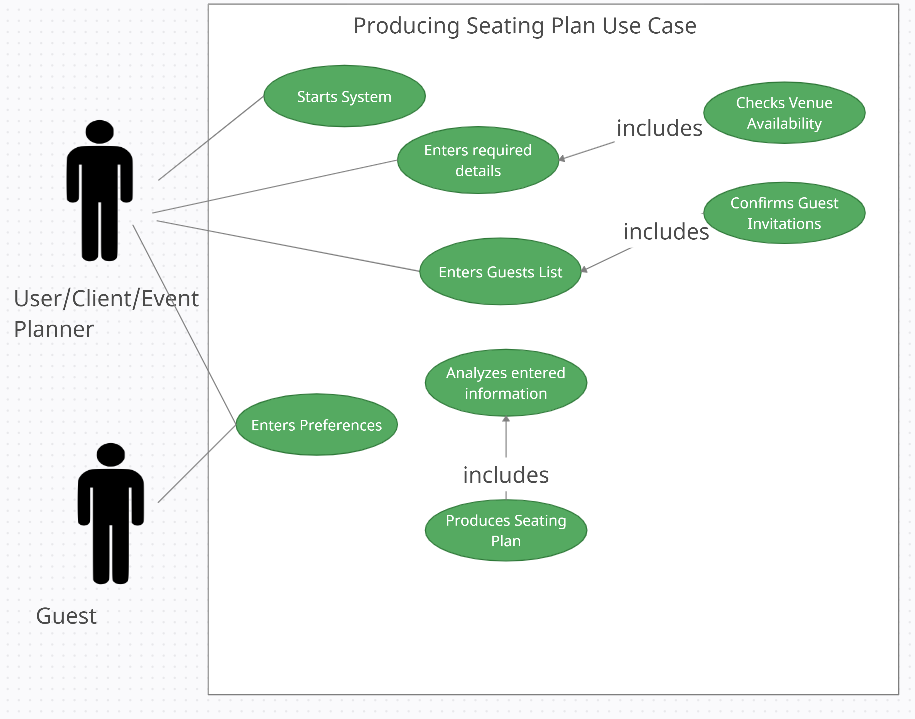 Producing Seating Plan Use Case
Starts System
Checks Venue
Availability
includes
Enters required
details
Confirms Guest
Invitations
includes
Enters Guests List
User/Client/Event
Planner
Analyzes entered
information
Enters Preferences
includes
Produces Seating
Plan
Guest